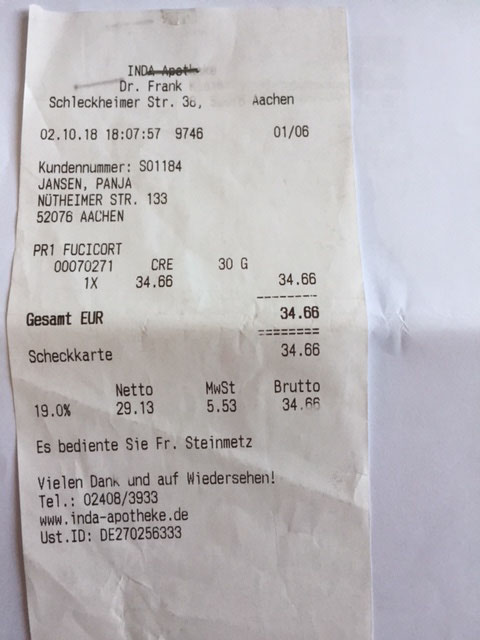 INDA Apotheke
Dr. Frank
Schleckheimer Str. 38, Aachen
02.10.18 18:07:57 9746 01/06
Kundennummer: S01184
JANSEN, PANJA
NÜTHEIMER STR. 133
52076 AACHEN
PR1 FUCICORT
00070271 CRE 30 G
1X 34.66 34.66
Gesamt EUR 34.66
Scheckkarte 34.66
Netto MwSt Brutto
19.0% 29.13 5.53 34.66
Es bediente Sie Fr. Steinmetz
Vielen Dank und auf Wiedersehen!
Tel.: 02408/3933
www.inda-apotheke.de
Ust.ID: DE270256333